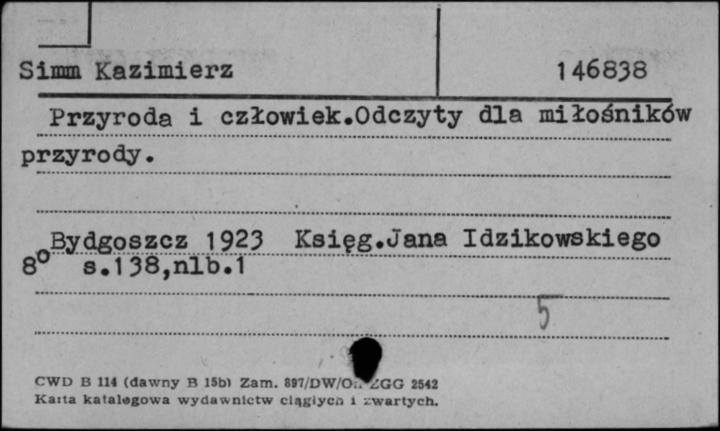 Simm Kazimierz 146838
Przyroda i człowiek.Odczyty dla miłośników
przyrody.
Bydgoszcz 1923 Księg.Jana Idzikowskiego
8° s.138,nlb.1
5
CWD B 114 (dawny B 15b) Zam. 897/DW/O ZGG 2542
Karta katalogowa wydawnictw ciągłych i zwartych.